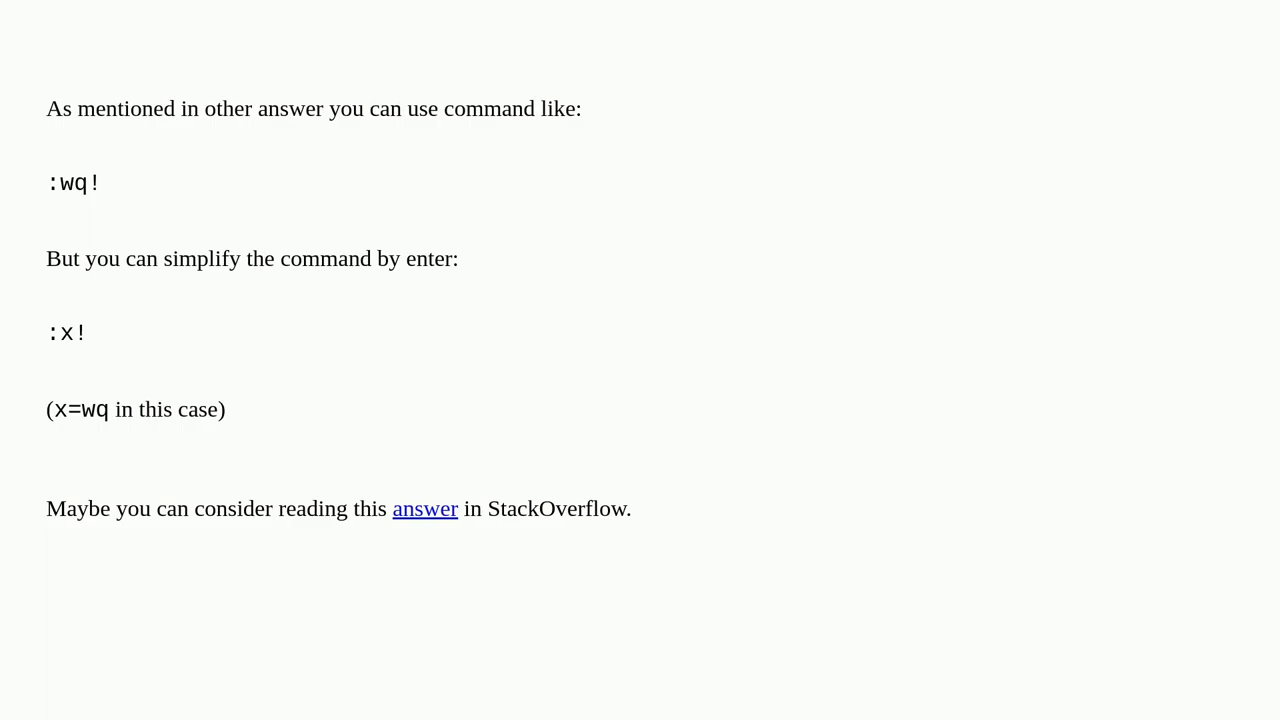 As mentioned in other answer you can use command like:
:wq!
But you can simplify the command by enter:
:x!
(x=wq in this case)
Maybe you can consider reading this answer in StackOverflow.